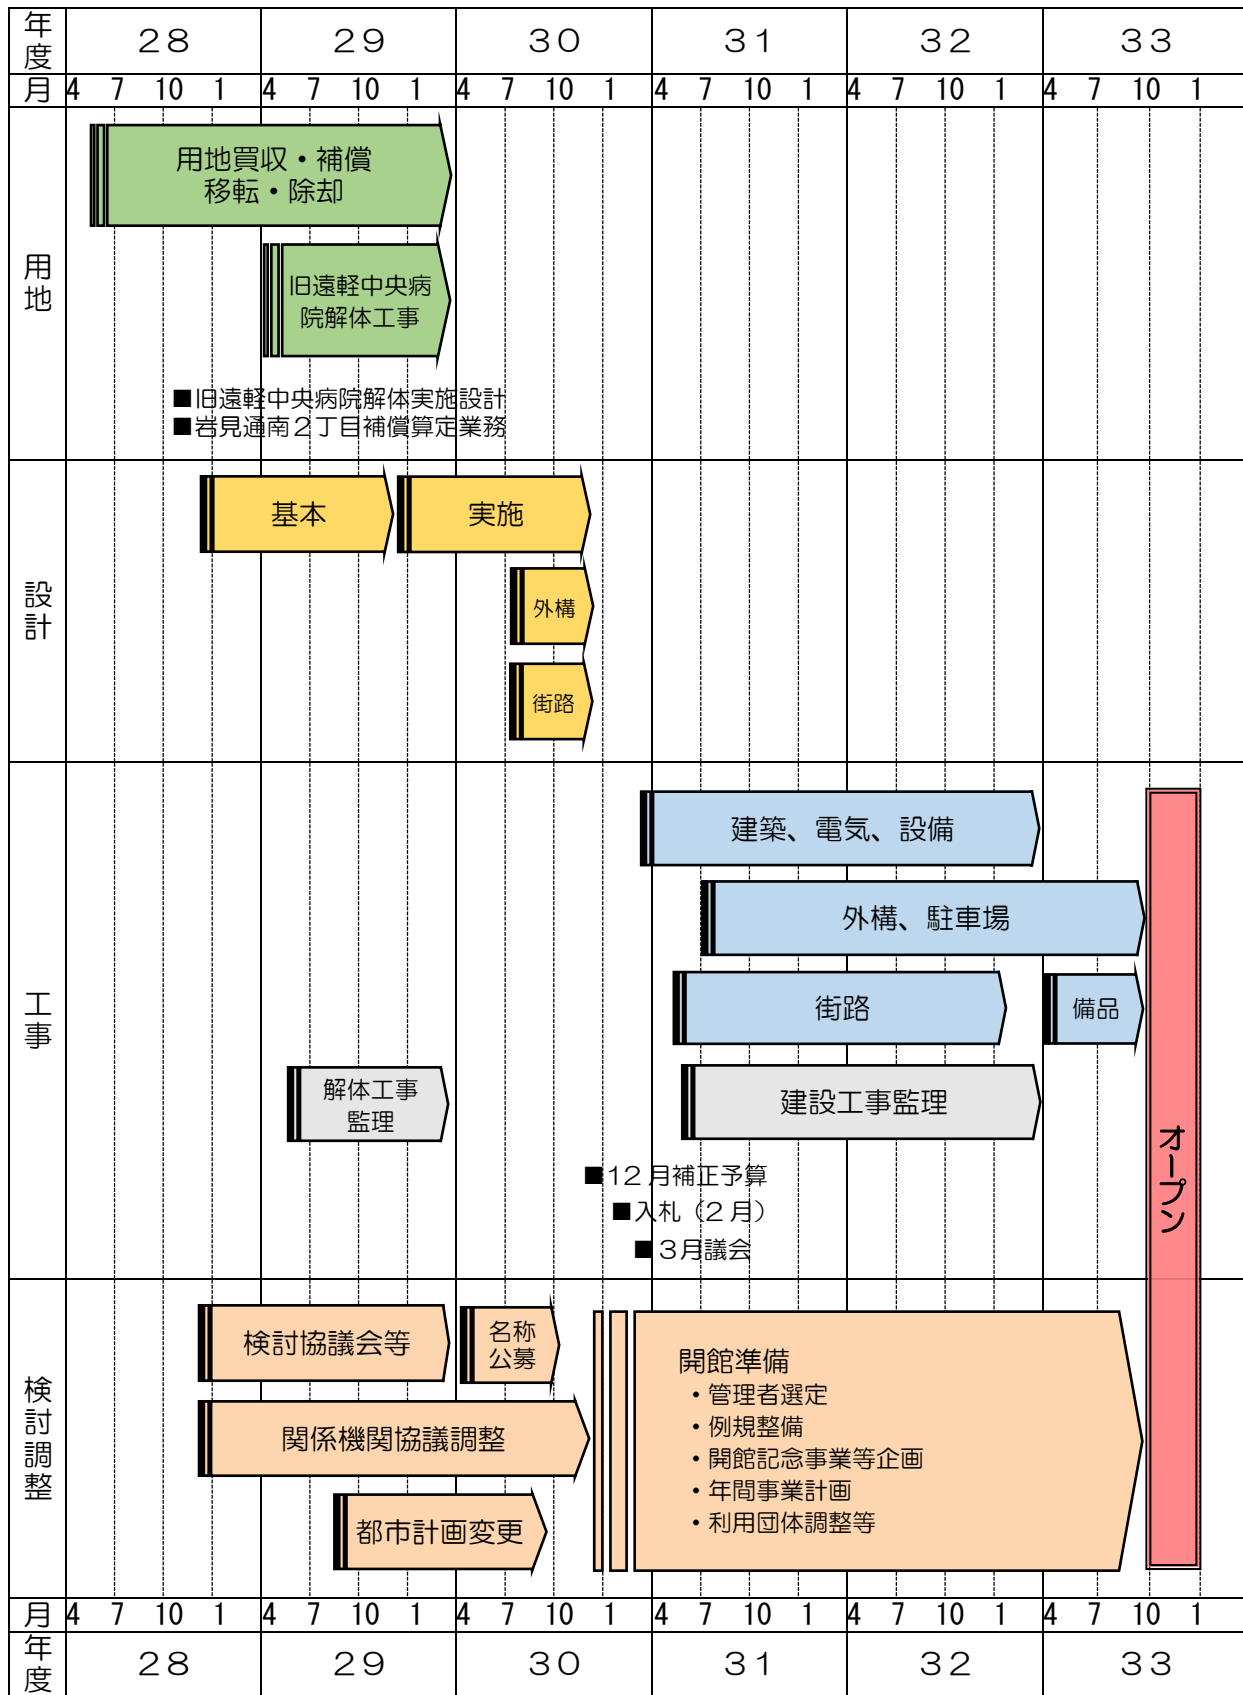 年度
２８ ２９ ３０ ３１ ３２ ３３
月
4 7 10 1 4 7 10 1 4 7 10 1 4 7 10 1 4 7 10 1 4 7 10 1
用地
用地買収・補償
移転・除却
旧遠軽中央病
院解体工事
■旧遠軽中央病院解体実施設計
■岩見通南２丁目補償算定業務
設計
基本
実施
外構
街路
工事
建築、電気、設備
外構、駐車場
街路
備品
解体工事
監理
建設工事監理
■12月補正予算
■入札（2月）
■3月議会
オープン
検討調整
検討協議会等
名称
公募
関係機関協議調整
都市計画変更
開館準備
・管理者選定
・例規整備
・開館記念事業等企画
・年間事業計画
・利用団体調整等
月
4 7 10 1 4 7 10 1 4 7 10 1 4 7 10 1 4 7 10 1 4 7 10 1
年度
２８ ２９ ３０ ３１ ３２ ３３